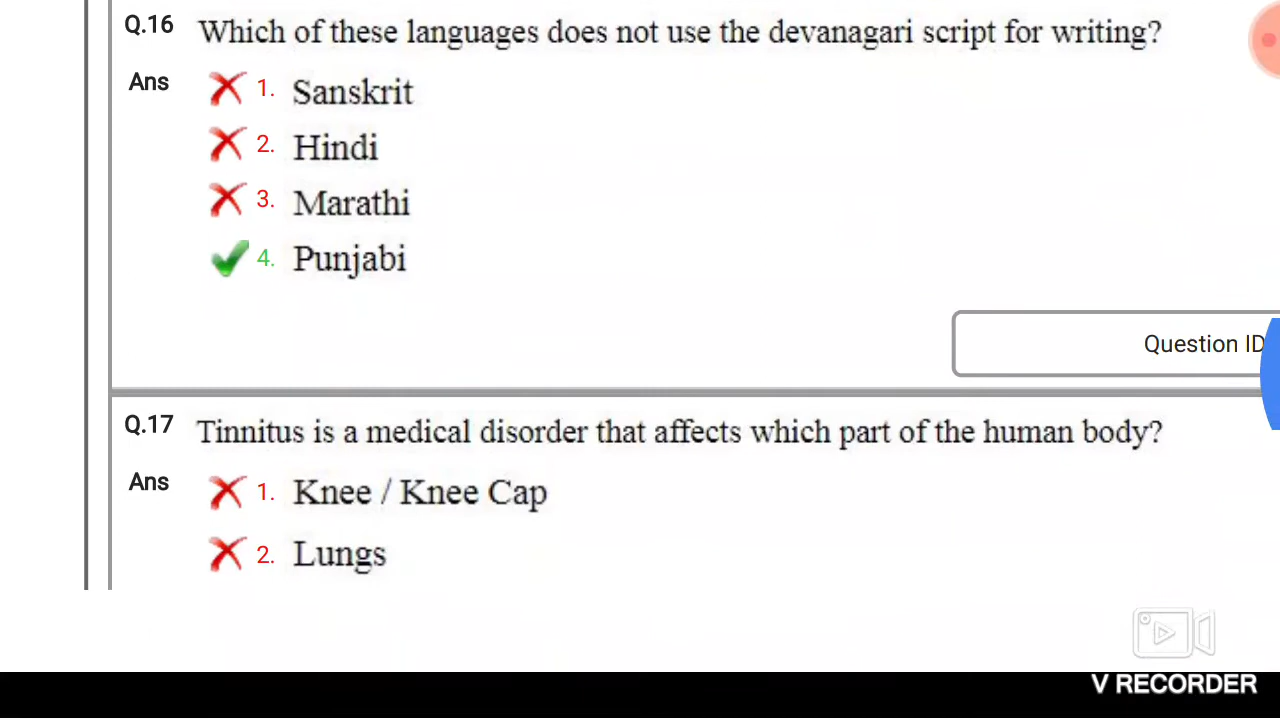 Q.16 Which of these languages does not use the devanagari script for writing?
Ans 1. Sanskrit
2. Hindi
3. Marathi
4. Punjabi
Question ID
Q.17 Tinnitus is a medical disorder that affects which part of the human body?
Ans 1. Knee / Knee Cap
2. Lungs
V RECORDER